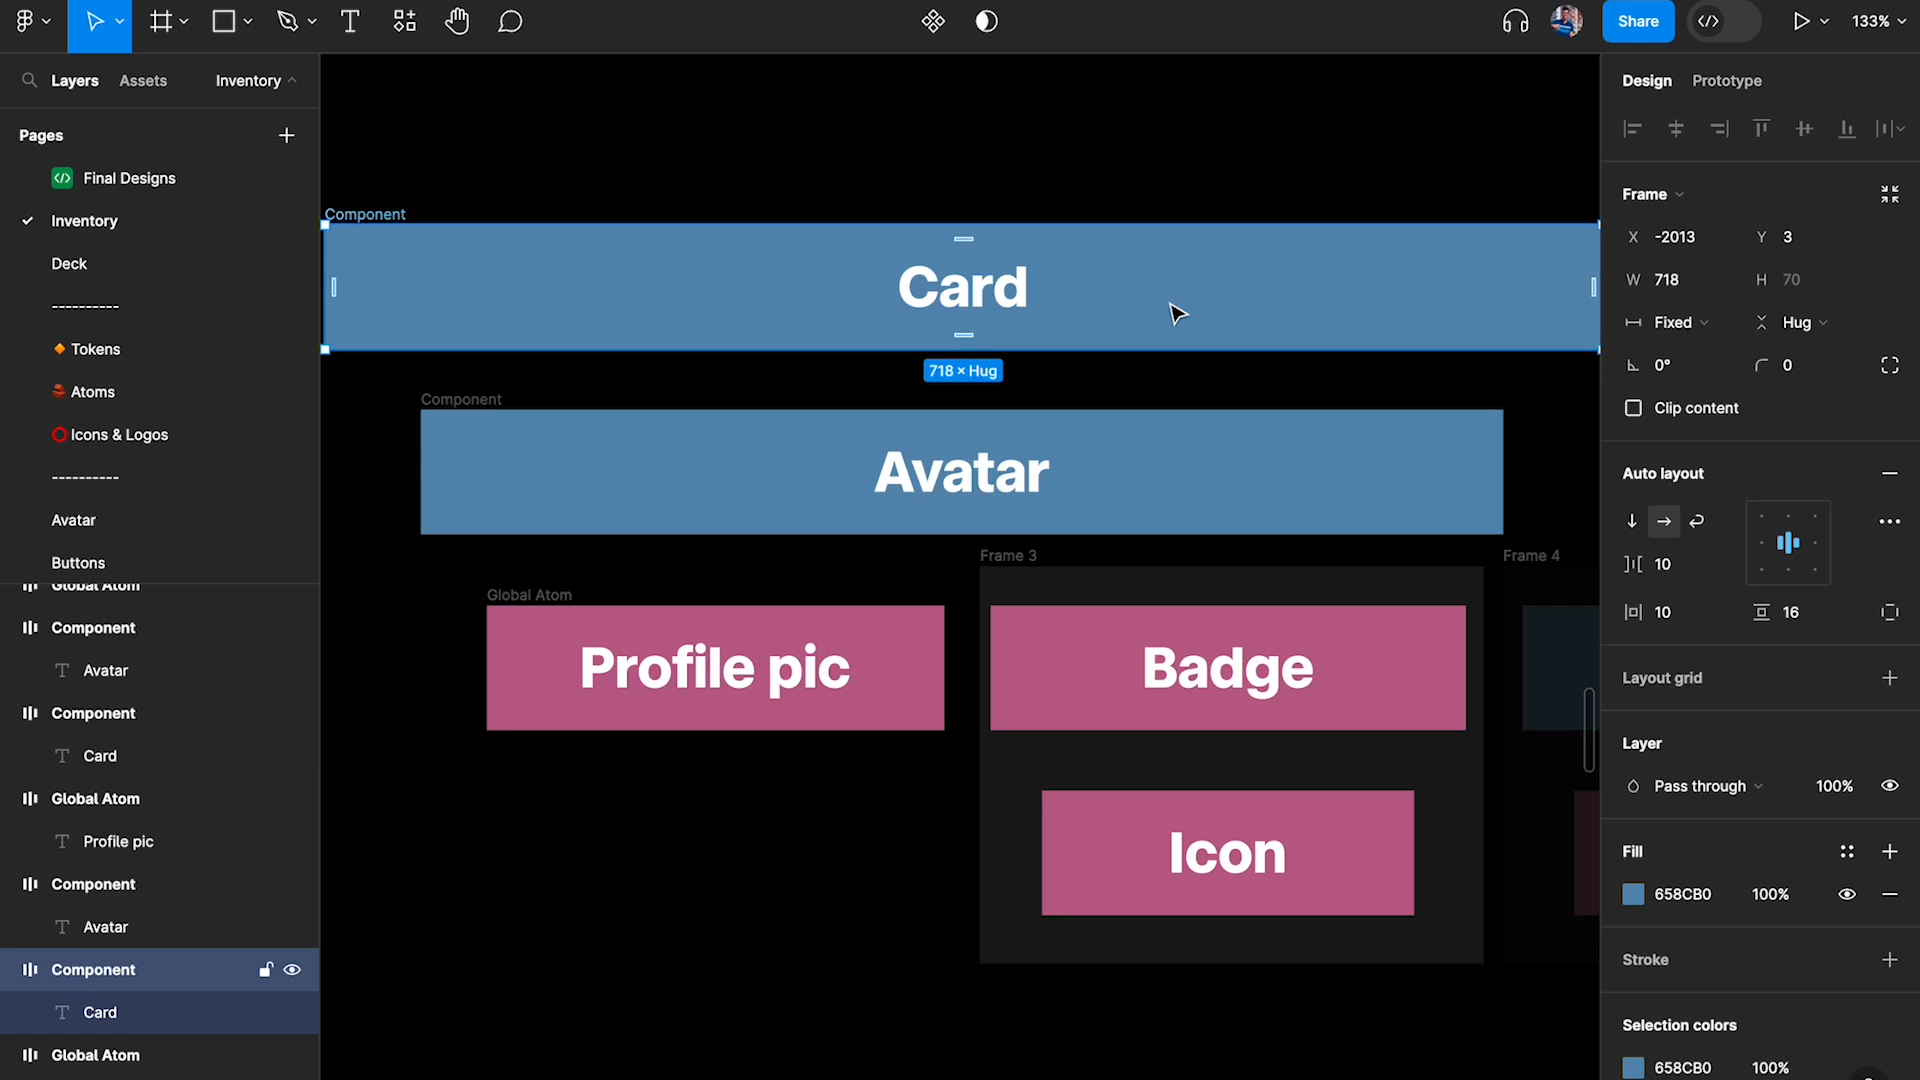 Share
133%
Layers
Assets
Inventory
Pages
Final Designs
Inventory
Deck
----------
Tokens
Atoms
Icons & Logos
----------
Avatar
Buttons
Global Atom
Component
Avatar
Component
Card
Global Atom
Profile pic
Component
Avatar
Component
Card
Global Atom
Component
Card
718 × Hug
Component
Avatar
Global Atom
Profile pic
Frame 3
Badge
Icon
Frame 4
Design
Prototype
Frame
X -2013 Y 3
W 718 H 70
Fixed Hug
0° 0
Clip content
Auto layout
10
10 16
Layout grid
Layer
Pass through 100%
Fill
658CB0 100%
Stroke
Selection colors
658CB0 100%